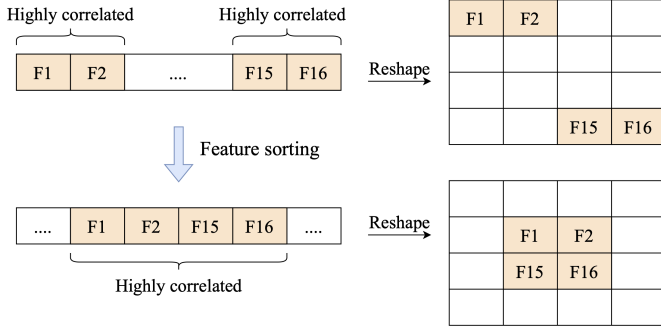 Highly correlated Highly correlated
F1 F2 .... F15 F16
Reshape
F1 F2
F15 F16
Feature sorting
.... F1 F2 F15 F16 ....
Highly correlated
Reshape
F1 F2
F15 F16